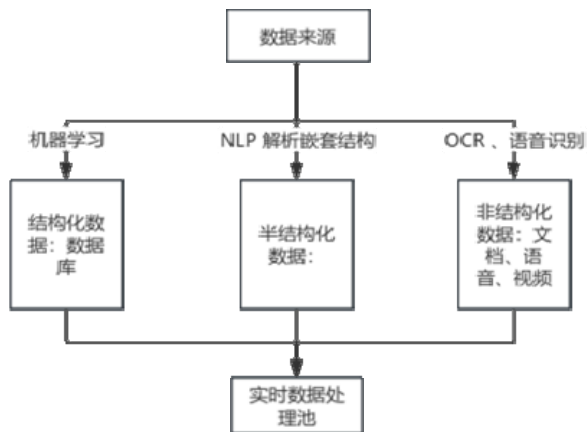 数据来源
机器学习
NLP 解析嵌套结构
OCR 、语音识别
结构化数
据：数据
库
半结构化
数据：
非结构化
数据：文
档、语
音、视频
实时数据处
理池